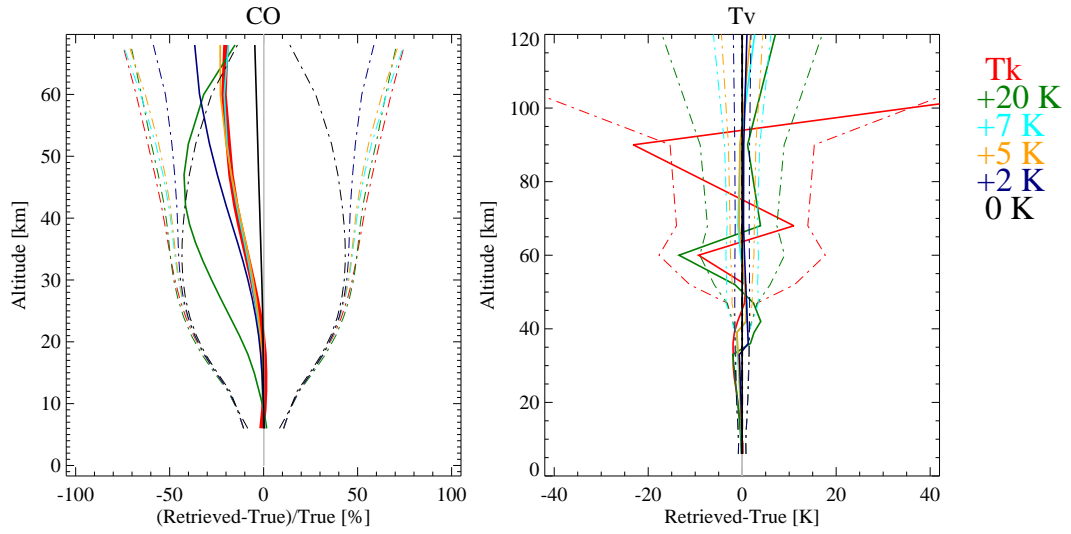 CO
Tv
Altitude [km]
0
10
20
30
40
50
60
-100
-50
0
50
100
(Retrieved-True)/True [%]
Altitude [km]
0
20
40
60
80
100
120
-40
-20
0
20
40
Retrieved-True [K]
Tk
+20 K
+7 K
+5 K
+2 K
0 K